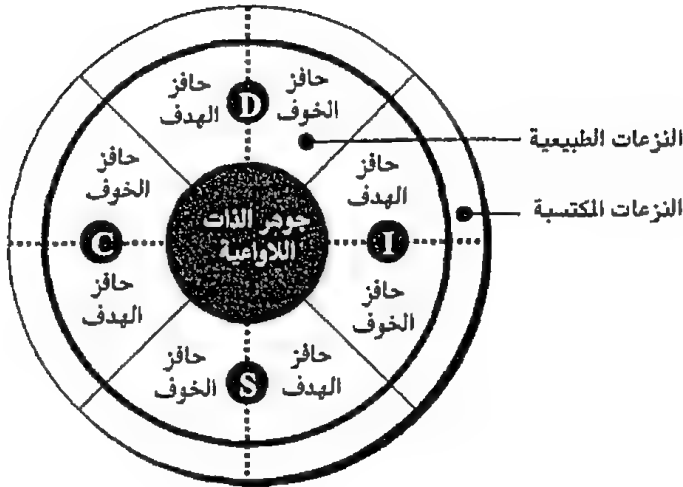 حافز
الخوف
حافز
الهدف
D
النزعات الطبيعية
حافز
الهدف
حافز
الخوف
النزعات المكتسبة
جوهر الذات
اللاواعية
I
C
حافز
الخوف
حافز
الهدف
حافز
الهدف
حافز
الخوف
S